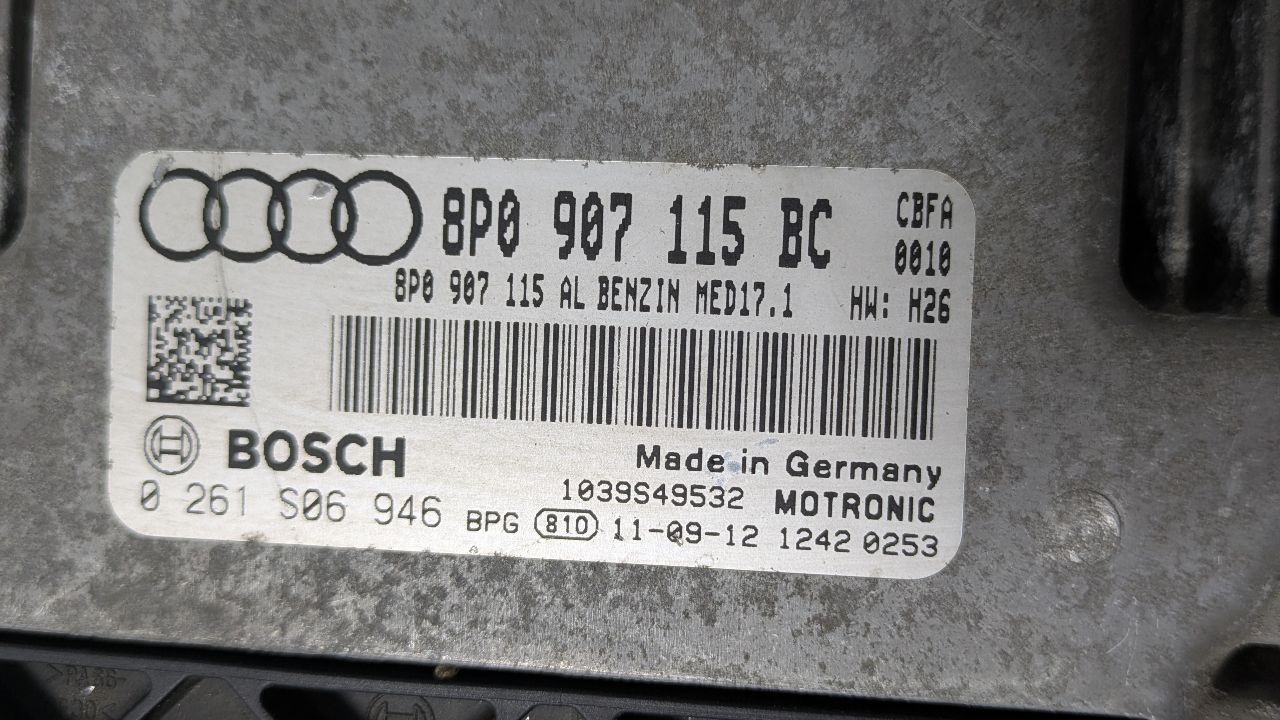 8P0 907 115 BC
CBFA
0010
8P0 907 115 AL BENZIN MED17.1 HW: H26
BOSCH
Made in Germany
0 261 S06 946
1039S49532 MOTRONIC
BPG 810 11-09-12 1242 0253
>PA66